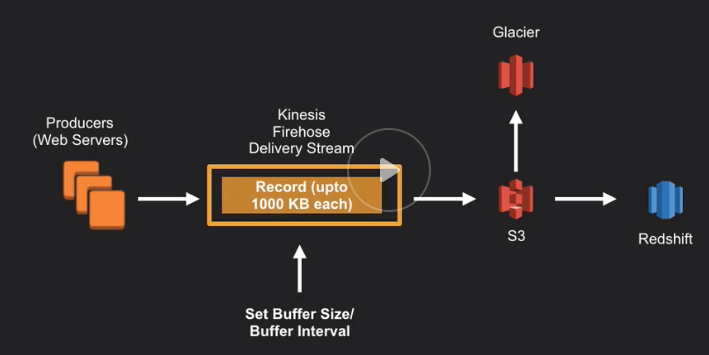 Glacier
Producers
(Web Servers)
Kinesis
Firehose
Delivery Stream
Record (upto
1000 KB each)
S3
Redshift
Set Buffer Size/
Buffer Interval